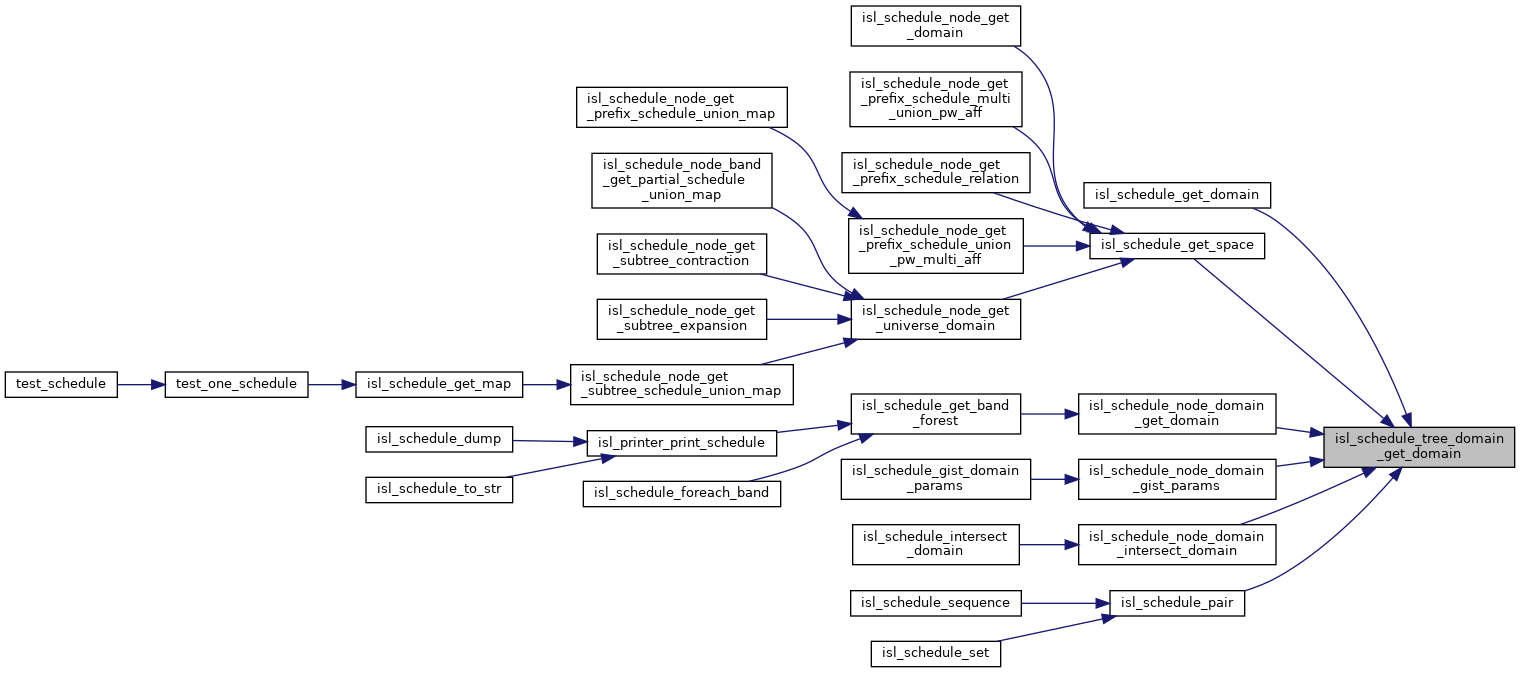 isl_schedule_node_get
_domain
isl_schedule_node_get
_prefix_schedule_multi
_union_pw_aff
isl_schedule_node_get
_prefix_schedule_union_map
isl_schedule_node_get
_prefix_schedule_relation
isl_schedule_node_band
_get_partial_schedule
_union_map
isl_schedule_get_domain
isl_schedule_node_get
_prefix_schedule_union
_pw_multi_aff
isl_schedule_get_space
isl_schedule_node_get
_subtree_contraction
isl_schedule_node_get
_subtree_expansion
isl_schedule_node_get
_universe_domain
test_schedule
test_one_schedule
isl_schedule_get_map
isl_schedule_node_get
_subtree_schedule_union_map
isl_schedule_get_band
_forest
isl_schedule_node_domain
_get_domain
isl_schedule_dump
isl_printer_print_schedule
isl_schedule_tree_domain
_get_domain
isl_schedule_to_str
isl_schedule_foreach_band
isl_schedule_gist_domain
_params
isl_schedule_node_domain
_gist_params
isl_schedule_intersect
_domain
isl_schedule_node_domain
_intersect_domain
isl_schedule_sequence
isl_schedule_pair
isl_schedule_set